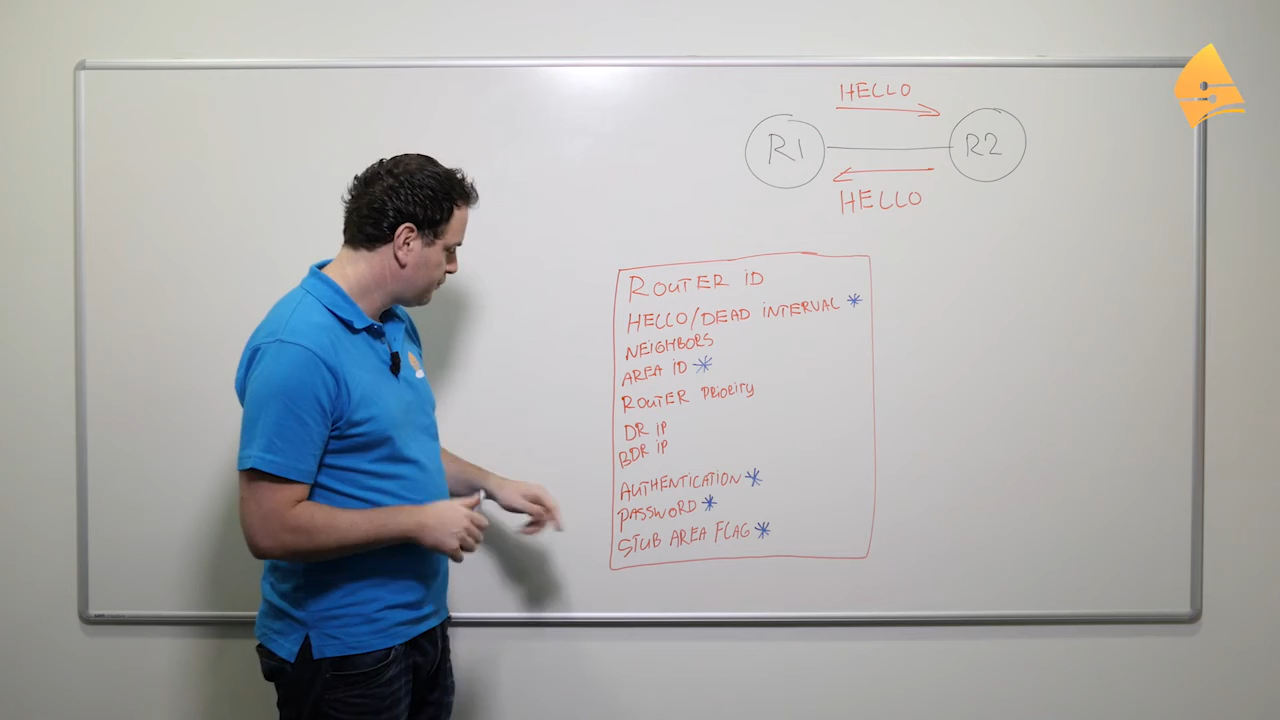 HELLO
R1
R2
HELLO
ROUTER iD
HELLO/DEAD iNTERVAL *
NEIGHBORS
AREA iD *
ROUTER PRiORiTy
DR iP
BDR iP
AUTHENTiCATiON *
PASSWORD *
STUB AREA FLAG *